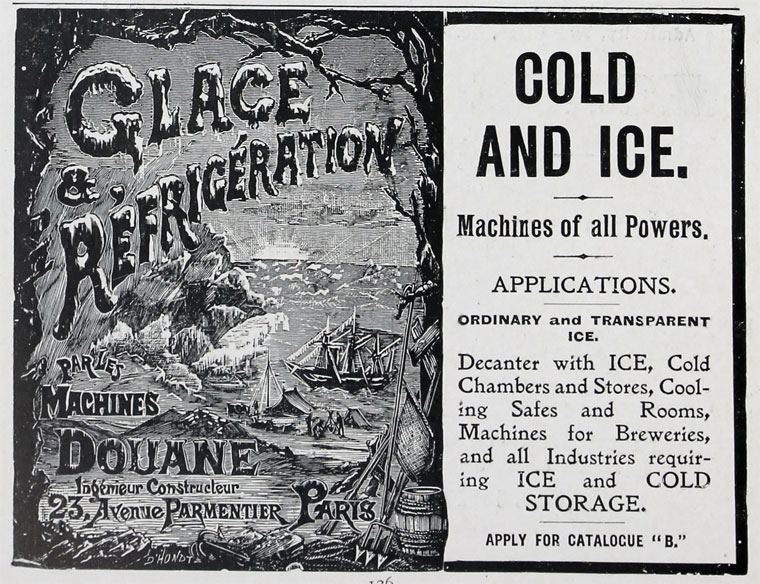 GLACE
& RÉFRIGÉRATION
PAR LES
MACHINES
DOUANE
Ingénieur Constructeur
23, Avenue PARMENTIER PARIS
D'HONDT
COLD
AND ICE.
Machines of all Powers.
APPLICATIONS.
ORDINARY and TRANSPARENT
ICE.
Decanter with ICE, Cold
Chambers and Stores, Cool-
ing Safes and Rooms,
Machines for Breweries,
and all Industries requir-
ing ICE and COLD
STORAGE.
APPLY FOR CATALOGUE "B."